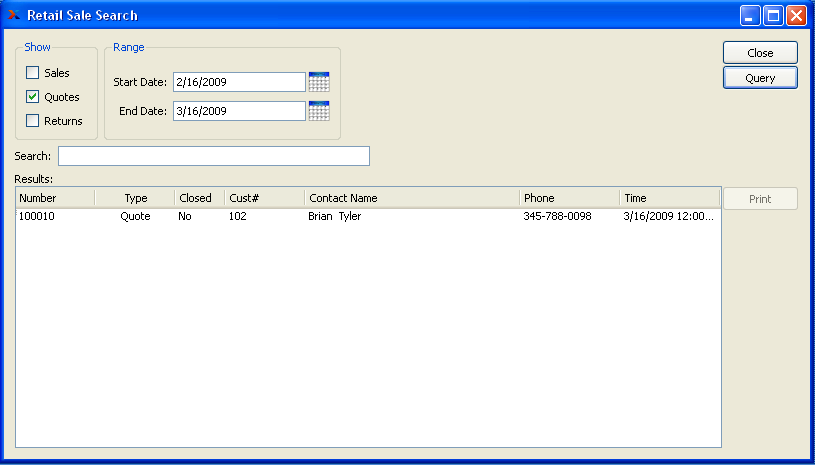 Retail Sale Search
Show
Range
Sales
Quotes
Returns
Start Date: 2/16/2009
End Date: 3/16/2009
Close
Query
Search:
Results:
Number Type Closed Cust# Contact Name Phone Time
100010 Quote No 102 Brian Tyler 345-788-0098 3/16/2009 12:00...
Print